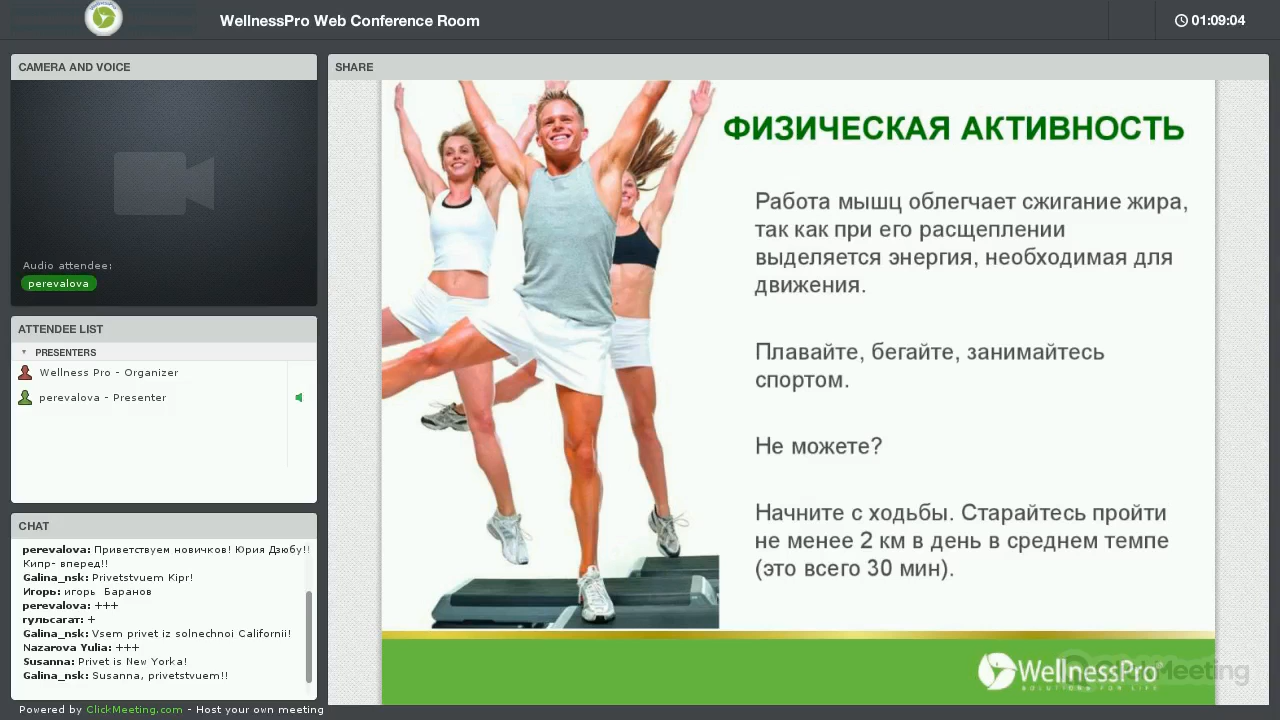 WellnessPro Web Conference Room
01:09:04
CAMERA AND VOICE
Audio attendee:
perevalova
ATTENDEE LIST
PRESENTERS
Wellness Pro - Organizer
perevalova - Presenter
CHAT
perevalova: Приветствуем новичков! Юрия Дзюбу!!
Кипр- вперед!!
Galina_nsk: Privetstvuem Kipr!
Игорь: игорь Баранов
perevalova: +++
гульсагат: +
Galina_nsk: Vsem privet iz solnechnoi Californii!
Nazarova Yulia: +++
Susanna: Privet is New Yorka!
Galina_nsk: Susanna, privetstvuem!!
Powered by ClickMeeting.com - Host your own meeting
SHARE
ФИЗИЧЕСКАЯ АКТИВНОСТЬ
Работа мышц облегчает сжигание жира,
так как при его расщеплении
выделяется энергия, необходимая для
движения.
Плавайте, бегайте, занимайтесь
спортом.
Не можете?
Начните с ходьбы. Старайтесь пройти
не менее 2 км в день в среднем темпе
(это всего 30 мин).
WellnessPro
SOLUTIONS FOR LIFE